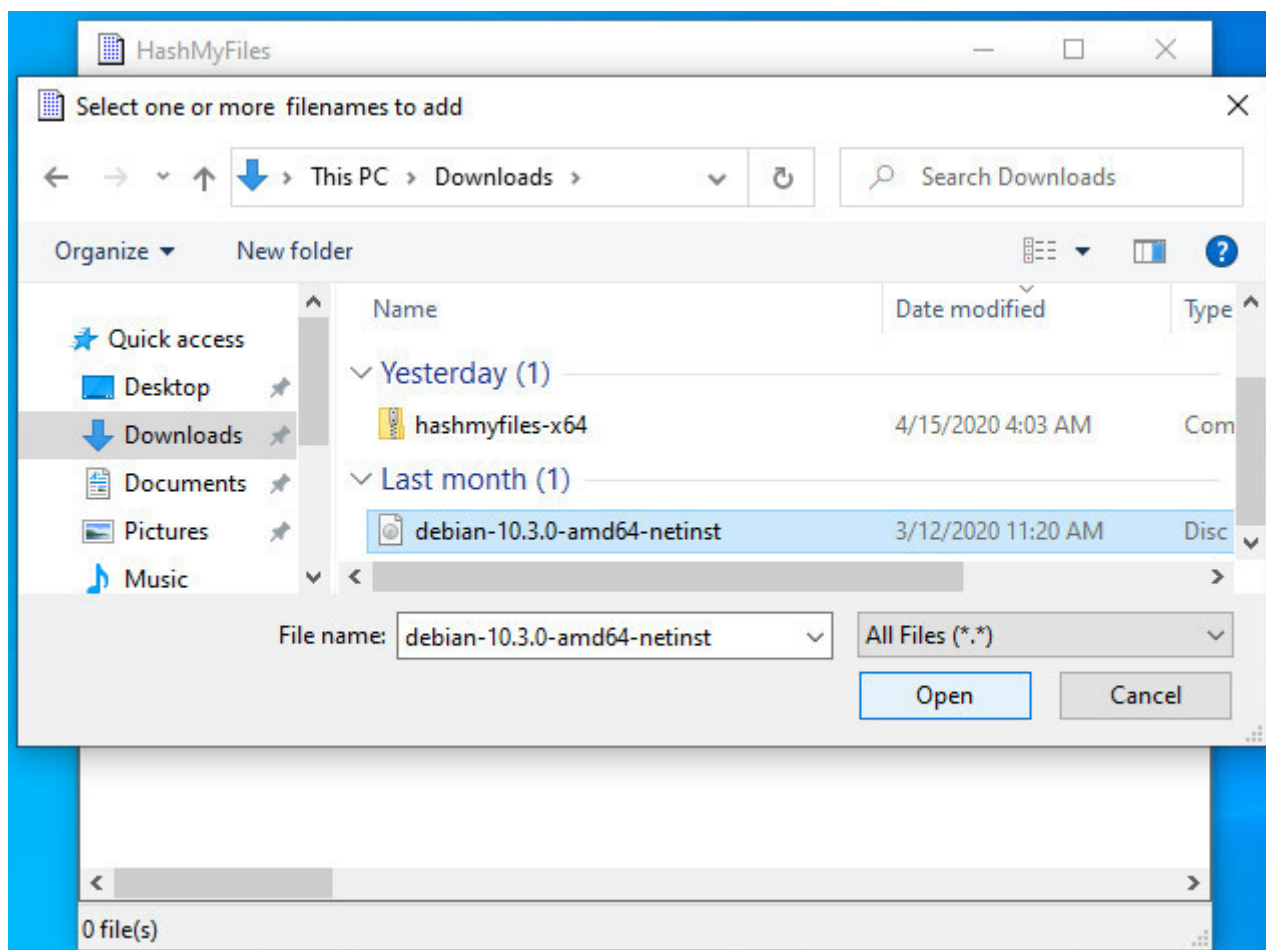 HashMyFiles
Select one or more filenames to add
This PC > Downloads >
Search Downloads
Organize
New folder
Name
Date modified
Type
Quick access
Desktop
Downloads
Documents
Pictures
Music
Yesterday (1)
hashmyfiles-x64
4/15/2020 4:03 AM
Com
Last month (1)
debian-10.3.0-amd64-netinst
3/12/2020 11:20 AM
Disc
File name:
debian-10.3.0-amd64-netinst
All Files (*.*)
Open
Cancel
0 file(s)